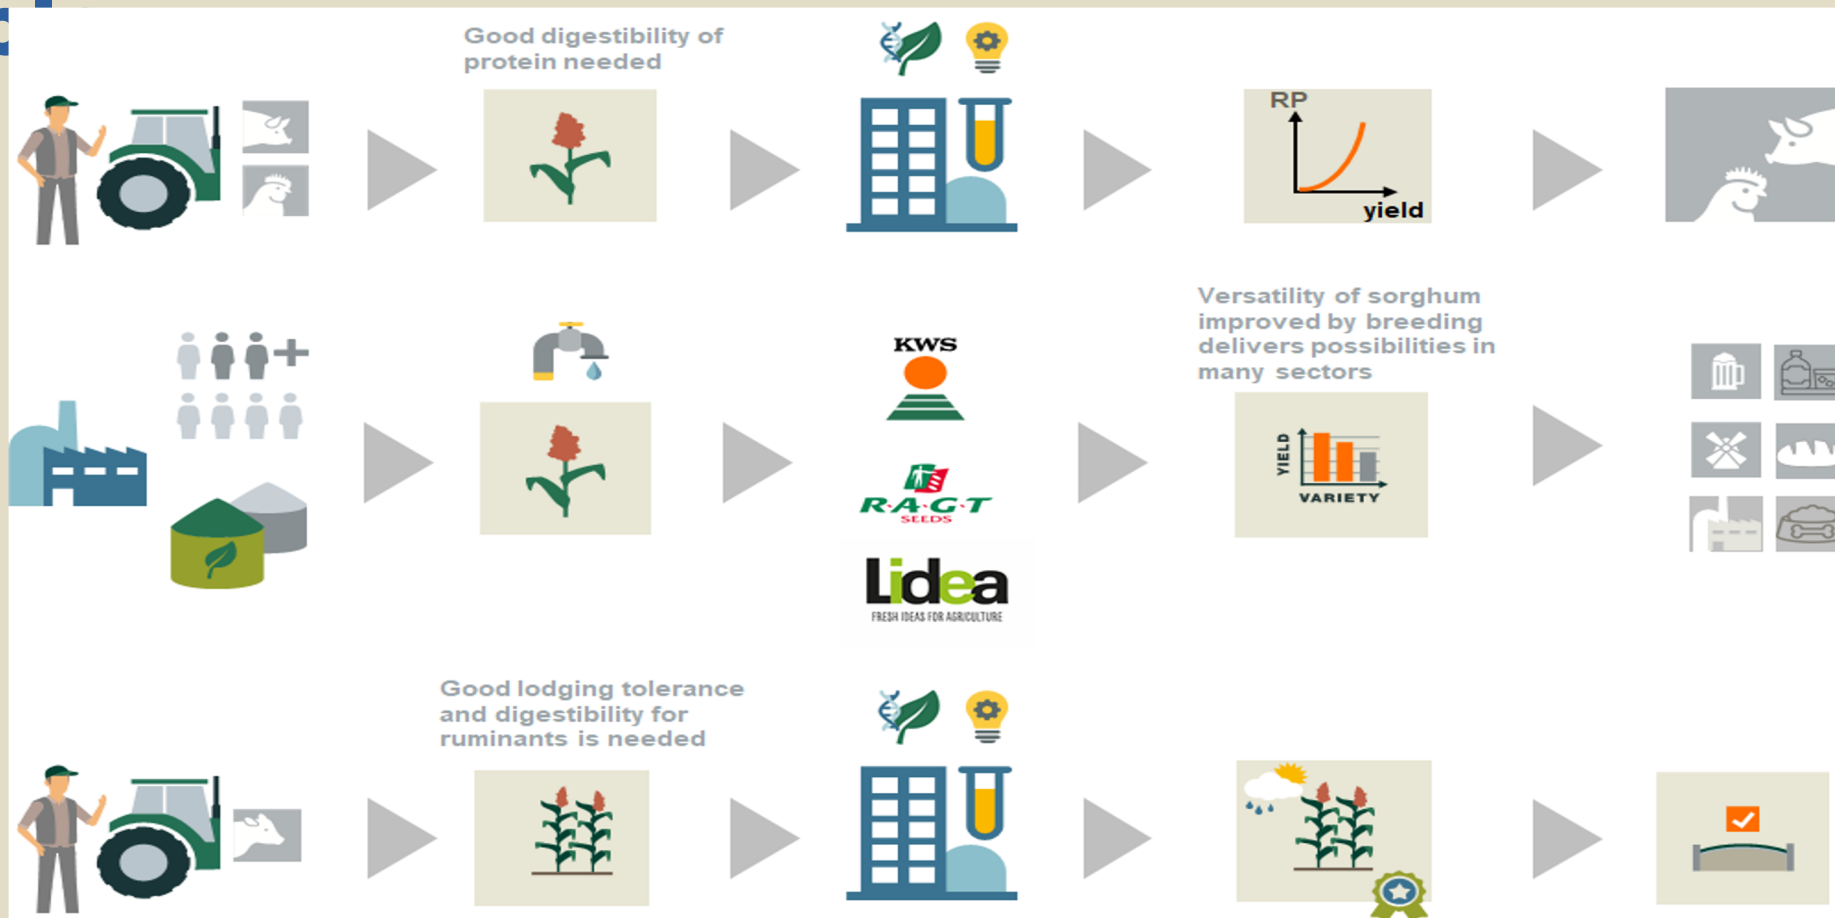 Good digestibility of
protein needed
RP
yield
Versatility of sorghum
improved by breeding
delivers possibilities in
many sectors
KWS
R·A·G·T
SEEDS
YIELD
VARIETY
Lidea
FRESH IDEAS FOR AGRICULTURE
Good lodging tolerance
and digestibility for
ruminants is needed